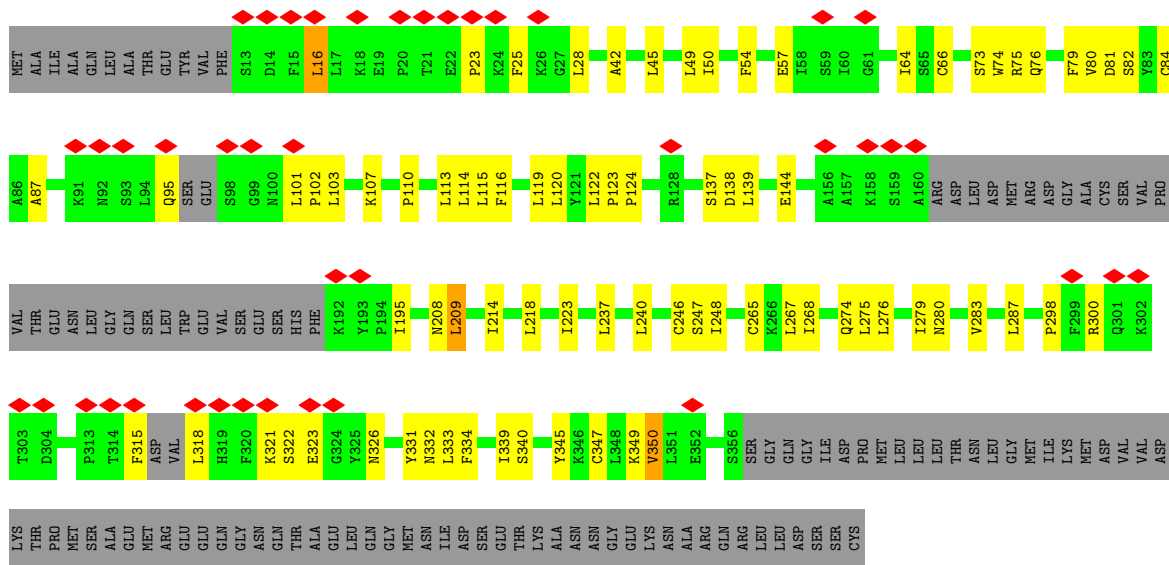 MET ALA ILE ALA GLN LEU ALA THR GLU TYR VAL PHE S13 D14 F15 L16 L17 K18 E19 P20 T21 E22 P23 K24 F25 K26 G27 L28 A42 L45 L49 I50 F54 E57 I58 S59 I60 G61 I64 S65 C66 S73 W74 R75 Q76 F79 V80 D81 S82 Y83 C84
A86 A87 K91 N92 S93 L94 Q95 SER GLU S98 G99 N100 L101 P102 L103 K107 P110 L113 L114 L115 F116 L119 L120 Y121 L122 P123 P124 R128 S137 D138 L139 E144 A156 A157 K158 S159 A160 ARG ASP LEU ASP MET ARG ASP GLY ALA CYS SER VAL PRO
VAL THR GLU ASN LEU GLY GLN SER LEU TRP GLU VAL SER GLU SER HIS PHE K192 Y193 P194 I195 N208 L209 I214 L218 I223 L237 L240 C246 S247 I248 C265 K266 L267 I268 Q274 L275 L276 I279 N280 V283 L287 P298 F299 R300 Q301 K302
T303 D304 P313 T314 F315 ASP VAL L318 H319 F320 K321 S322 E323 G324 Y325 N326 Y331 N332 L333 F334 I339 S340 Y345 K346 C347 L348 K349 V350 L351 E352 S356 SER GLY GLN GLY ILE ASP PRO MET LEU LEU LEU THR ASN LEU GLY MET ILE LYS MET ASP VAL VAL ASP
LYS THR PRO MET SER ALA GLU MET ARG GLU GLU GLN GLY ASN GLN THR ALA GLU LEU GLN GLY MET ASN ILE ASP SER GLU THR LYS ALA ASN ASN GLY GLU LYS ASN ALA ARG GLN ARG LEU LEU ASP SER SER CYS